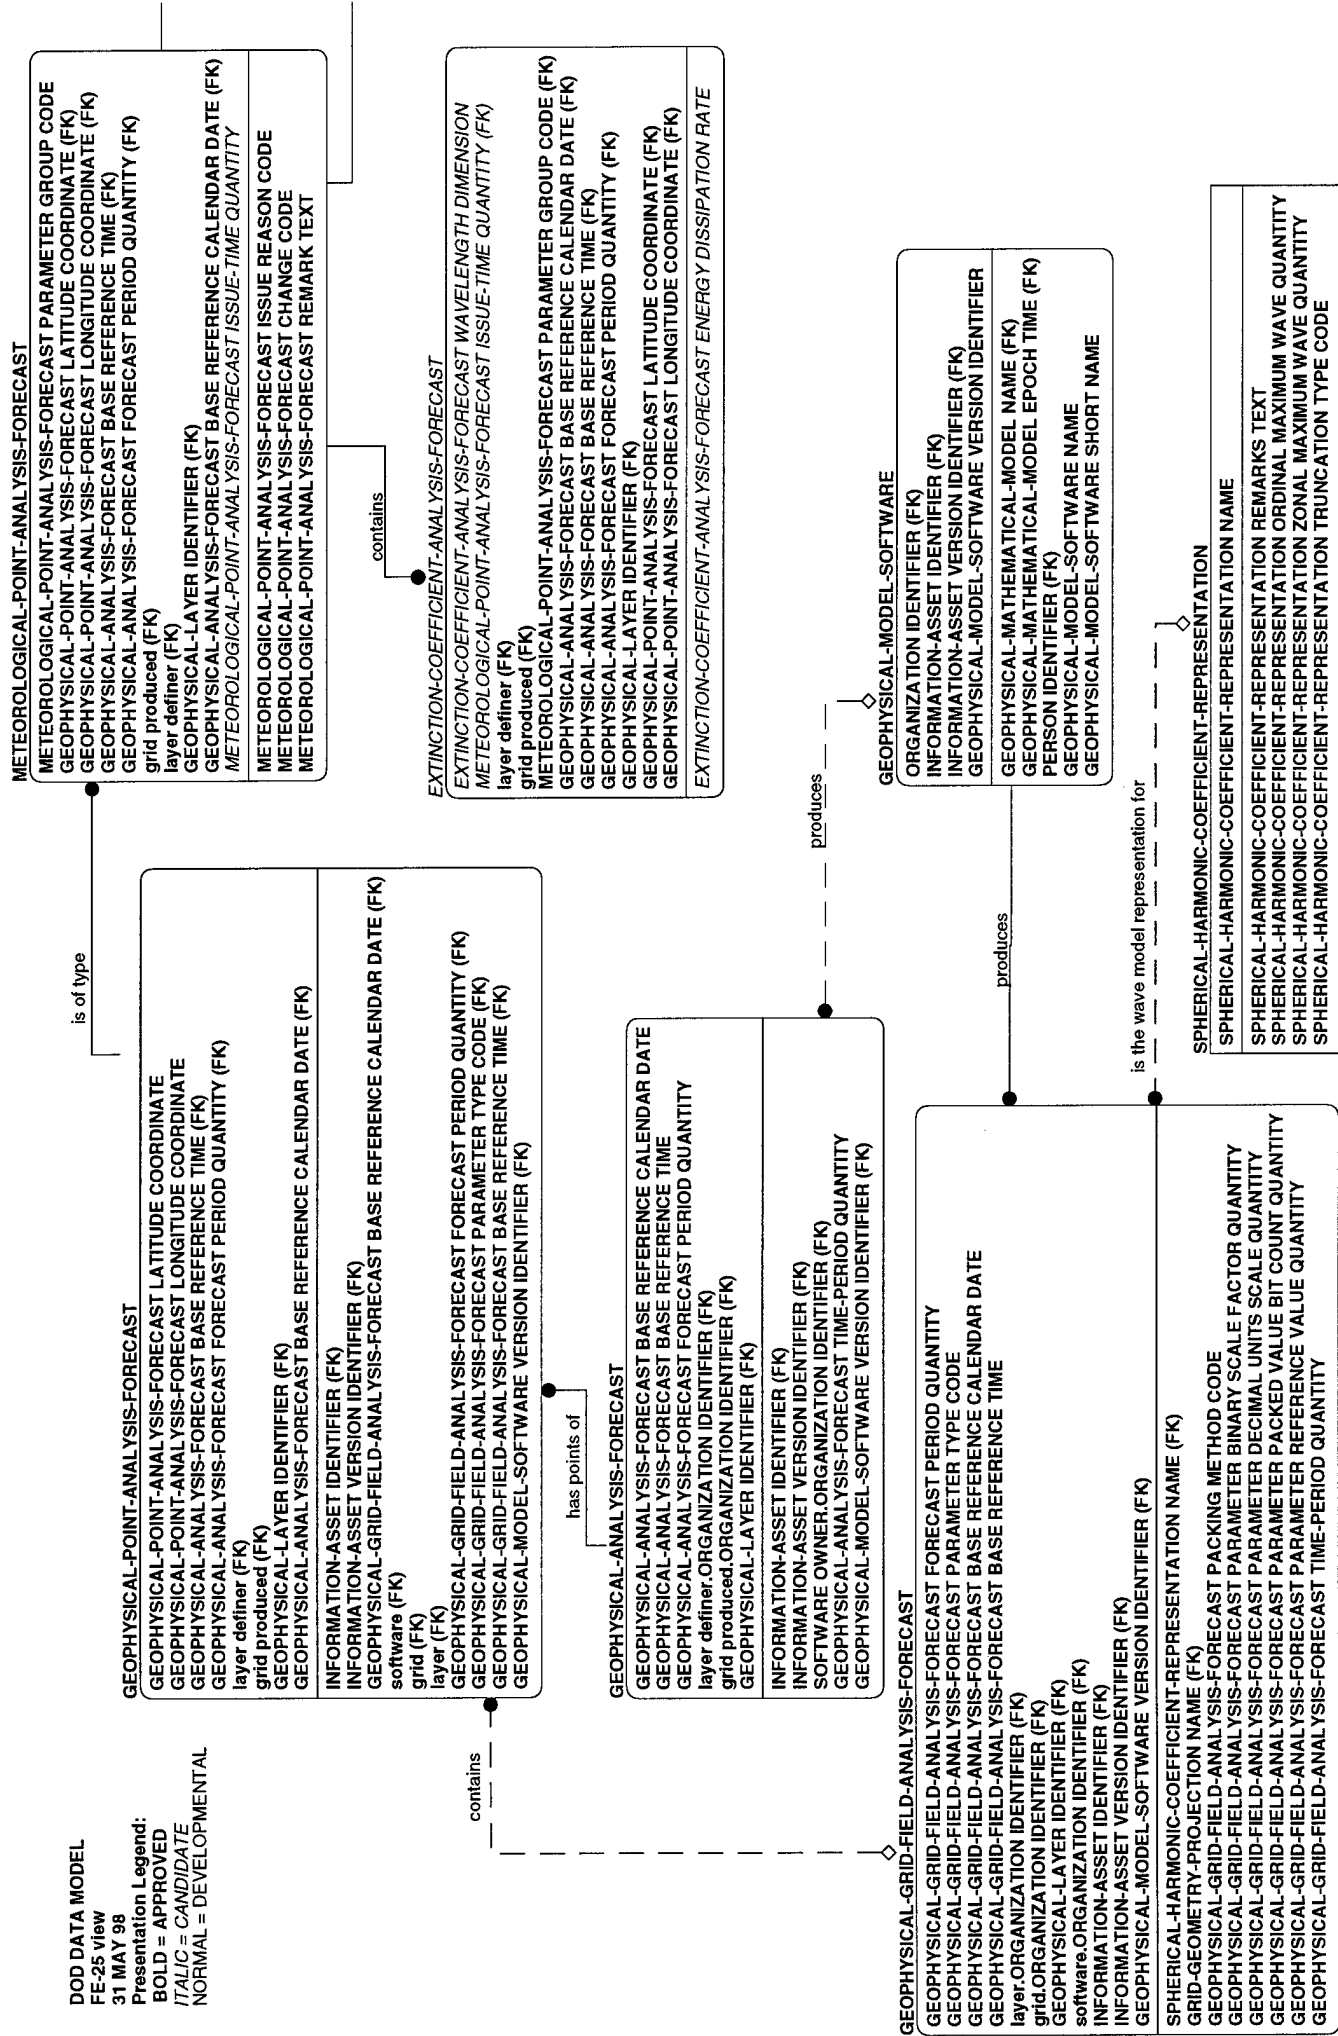 DOD DATA MODEL
FE-25 view
31 MAY 98
Presentation Legend:
BOLD = APPROVED
ITALIC = CANDIDATE
NORMAL = DEVELOPMENTAL
GEOPHYSICAL-POINT-ANALYSIS-FORECAST
GEOPHYSICAL-POINT-ANALYSIS-FORECAST LATITUDE COORDINATE
GEOPHYSICAL-POINT-ANALYSIS-FORECAST LONGITUDE COORDINATE
GEOPHYSICAL-ANALYSIS-FORECAST BASE REFERENCE TIME (FK)
GEOPHYSICAL-ANALYSIS-FORECAST FORECAST PERIOD QUANTITY (FK)
layer definer (FK)
grid produced (FK)
GEOPHYSICAL-LAYER IDENTIFIER (FK)
GEOPHYSICAL-ANALYSIS-FORECAST BASE REFERENCE CALENDAR DATE (FK)
INFORMATION-ASSET IDENTIFIER (FK)
INFORMATION-ASSET VERSION IDENTIFIER (FK)
GEOPHYSICAL-GRID-FIELD-ANALYSIS-FORECAST BASE REFERENCE CALENDAR DATE (FK)
software (FK)
grid (FK)
layer (FK)
GEOPHYSICAL-GRID-FIELD-ANALYSIS-FORECAST FORECAST PERIOD QUANTITY (FK)
GEOPHYSICAL-GRID-FIELD-ANALYSIS-FORECAST PARAMETER TYPE CODE (FK)
GEOPHYSICAL-GRID-FIELD-ANALYSIS-FORECAST BASE REFERENCE TIME (FK)
GEOPHYSICAL-MODEL-SOFTWARE VERSION IDENTIFIER (FK)
is of type
METEOROLOGICAL-POINT-ANALYSIS-FORECAST
METEOROLOGICAL-POINT-ANALYSIS-FORECAST PARAMETER GROUP CODE
GEOPHYSICAL-POINT-ANALYSIS-FORECAST LATITUDE COORDINATE (FK)
GEOPHYSICAL-POINT-ANALYSIS-FORECAST LONGITUDE COORDINATE (FK)
GEOPHYSICAL-ANALYSIS-FORECAST BASE REFERENCE TIME (FK)
GEOPHYSICAL-ANALYSIS-FORECAST FORECAST PERIOD QUANTITY (FK)
grid produced (FK)
layer definer (FK)
GEOPHYSICAL-LAYER IDENTIFIER (FK)
GEOPHYSICAL-ANALYSIS-FORECAST BASE REFERENCE CALENDAR DATE (FK)
METEOROLOGICAL-POINT-ANALYSIS-FORECAST ISSUE-TIME QUANTITY
METEOROLOGICAL-POINT-ANALYSIS-FORECAST ISSUE REASON CODE
METEOROLOGICAL-POINT-ANALYSIS-FORECAST CHANGE CODE
METEOROLOGICAL-POINT-ANALYSIS-FORECAST REMARK TEXT
contains
EXTINCTION-COEFFICIENT-ANALYSIS-FORECAST
EXTINCTION-COEFFICIENT-ANALYSIS-FORECAST WAVELENGTH DIMENSION
METEOROLOGICAL-POINT-ANALYSIS-FORECAST ISSUE-TIME QUANTITY (FK)
layer definer (FK)
grid produced (FK)
METEOROLOGICAL-POINT-ANALYSIS-FORECAST PARAMETER GROUP CODE (FK)
GEOPHYSICAL-ANALYSIS-FORECAST BASE REFERENCE CALENDAR DATE (FK)
GEOPHYSICAL-ANALYSIS-FORECAST BASE REFERENCE TIME (FK)
GEOPHYSICAL-ANALYSIS-FORECAST FORECAST PERIOD QUANTITY (FK)
GEOPHYSICAL-LAYER IDENTIFIER (FK)
GEOPHYSICAL-POINT-ANALYSIS-FORECAST LATITUDE COORDINATE (FK)
GEOPHYSICAL-POINT-ANALYSIS-FORECAST LONGITUDE COORDINATE (FK)
EXTINCTION-COEFFICIENT-ANALYSIS-FORECAST ENERGY DISSIPATION RATE
contains
has points of
GEOPHYSICAL-ANALYSIS-FORECAST
GEOPHYSICAL-ANALYSIS-FORECAST BASE REFERENCE CALENDAR DATE
GEOPHYSICAL-ANALYSIS-FORECAST BASE REFERENCE TIME
GEOPHYSICAL-ANALYSIS-FORECAST FORECAST PERIOD QUANTITY
layer definer.ORGANIZATION IDENTIFIER (FK)
grid produced.ORGANIZATION IDENTIFIER (FK)
GEOPHYSICAL-LAYER IDENTIFIER (FK)
INFORMATION-ASSET IDENTIFIER (FK)
INFORMATION-ASSET VERSION IDENTIFIER (FK)
SOFTWARE OWNER.ORGANIZATION IDENTIFIER (FK)
GEOPHYSICAL-ANALYSIS-FORECAST TIME-PERIOD QUANTITY
GEOPHYSICAL-MODEL-SOFTWARE VERSION IDENTIFIER (FK)
produces
GEOPHYSICAL-MODEL-SOFTWARE
ORGANIZATION IDENTIFIER (FK)
INFORMATION-ASSET IDENTIFIER (FK)
INFORMATION-ASSET VERSION IDENTIFIER (FK)
GEOPHYSICAL-MODEL-SOFTWARE VERSION IDENTIFIER
GEOPHYSICAL-MATHEMATICAL-MODEL NAME (FK)
GEOPHYSICAL-MATHEMATICAL-MODEL EPOCH TIME (FK)
PERSON IDENTIFIER (FK)
GEOPHYSICAL-MODEL-SOFTWARE NAME
GEOPHYSICAL-MODEL-SOFTWARE SHORT NAME
produces
GEOPHYSICAL-GRID-FIELD-ANALYSIS-FORECAST
GEOPHYSICAL-GRID-FIELD-ANALYSIS-FORECAST FORECAST PERIOD QUANTITY
GEOPHYSICAL-GRID-FIELD-ANALYSIS-FORECAST PARAMETER TYPE CODE
GEOPHYSICAL-GRID-FIELD-ANALYSIS-FORECAST BASE REFERENCE CALENDAR DATE
GEOPHYSICAL-GRID-FIELD-ANALYSIS-FORECAST BASE REFERENCE TIME
layer.ORGANIZATION IDENTIFIER (FK)
grid.ORGANIZATION IDENTIFIER (FK)
GEOPHYSICAL-LAYER IDENTIFIER (FK)
software.ORGANIZATION IDENTIFIER (FK)
INFORMATION-ASSET IDENTIFIER (FK)
INFORMATION-ASSET VERSION IDENTIFIER (FK)
GEOPHYSICAL-MODEL-SOFTWARE VERSION IDENTIFIER (FK)
SPHERICAL-HARMONIC-COEFFICIENT-REPRESENTATION NAME (FK)
GRID-GEOMETRY-PROJECTION NAME (FK)
GEOPHYSICAL-GRID-FIELD-ANALYSIS-FORECAST PACKING METHOD CODE
GEOPHYSICAL-GRID-FIELD-ANALYSIS-FORECAST PARAMETER BINARY SCALE FACTOR QUANTITY
GEOPHYSICAL-GRID-FIELD-ANALYSIS-FORECAST PARAMETER DECIMAL UNITS SCALE QUANTITY
GEOPHYSICAL-GRID-FIELD-ANALYSIS-FORECAST PARAMETER PACKED VALUE BIT COUNT QUANTITY
GEOPHYSICAL-GRID-FIELD-ANALYSIS-FORECAST PARAMETER REFERENCE VALUE QUANTITY
GEOPHYSICAL-GRID-FIELD-ANALYSIS-FORECAST TIME-PERIOD QUANTITY
is the wave model representation for
SPHERICAL-HARMONIC-COEFFICIENT-REPRESENTATION
SPHERICAL-HARMONIC-COEFFICIENT-REPRESENTATION NAME
SPHERICAL-HARMONIC-COEFFICIENT-REPRESENTATION REMARKS TEXT
SPHERICAL-HARMONIC-COEFFICIENT-REPRESENTATION ORDINAL MAXIMUM WAVE QUANTITY
SPHERICAL-HARMONIC-COEFFICIENT-REPRESENTATION ZONAL MAXIMUM WAVE QUANTITY
SPHERICAL-HARMONIC-COEFFICIENT-REPRESENTATION TRUNCATION TYPE CODE